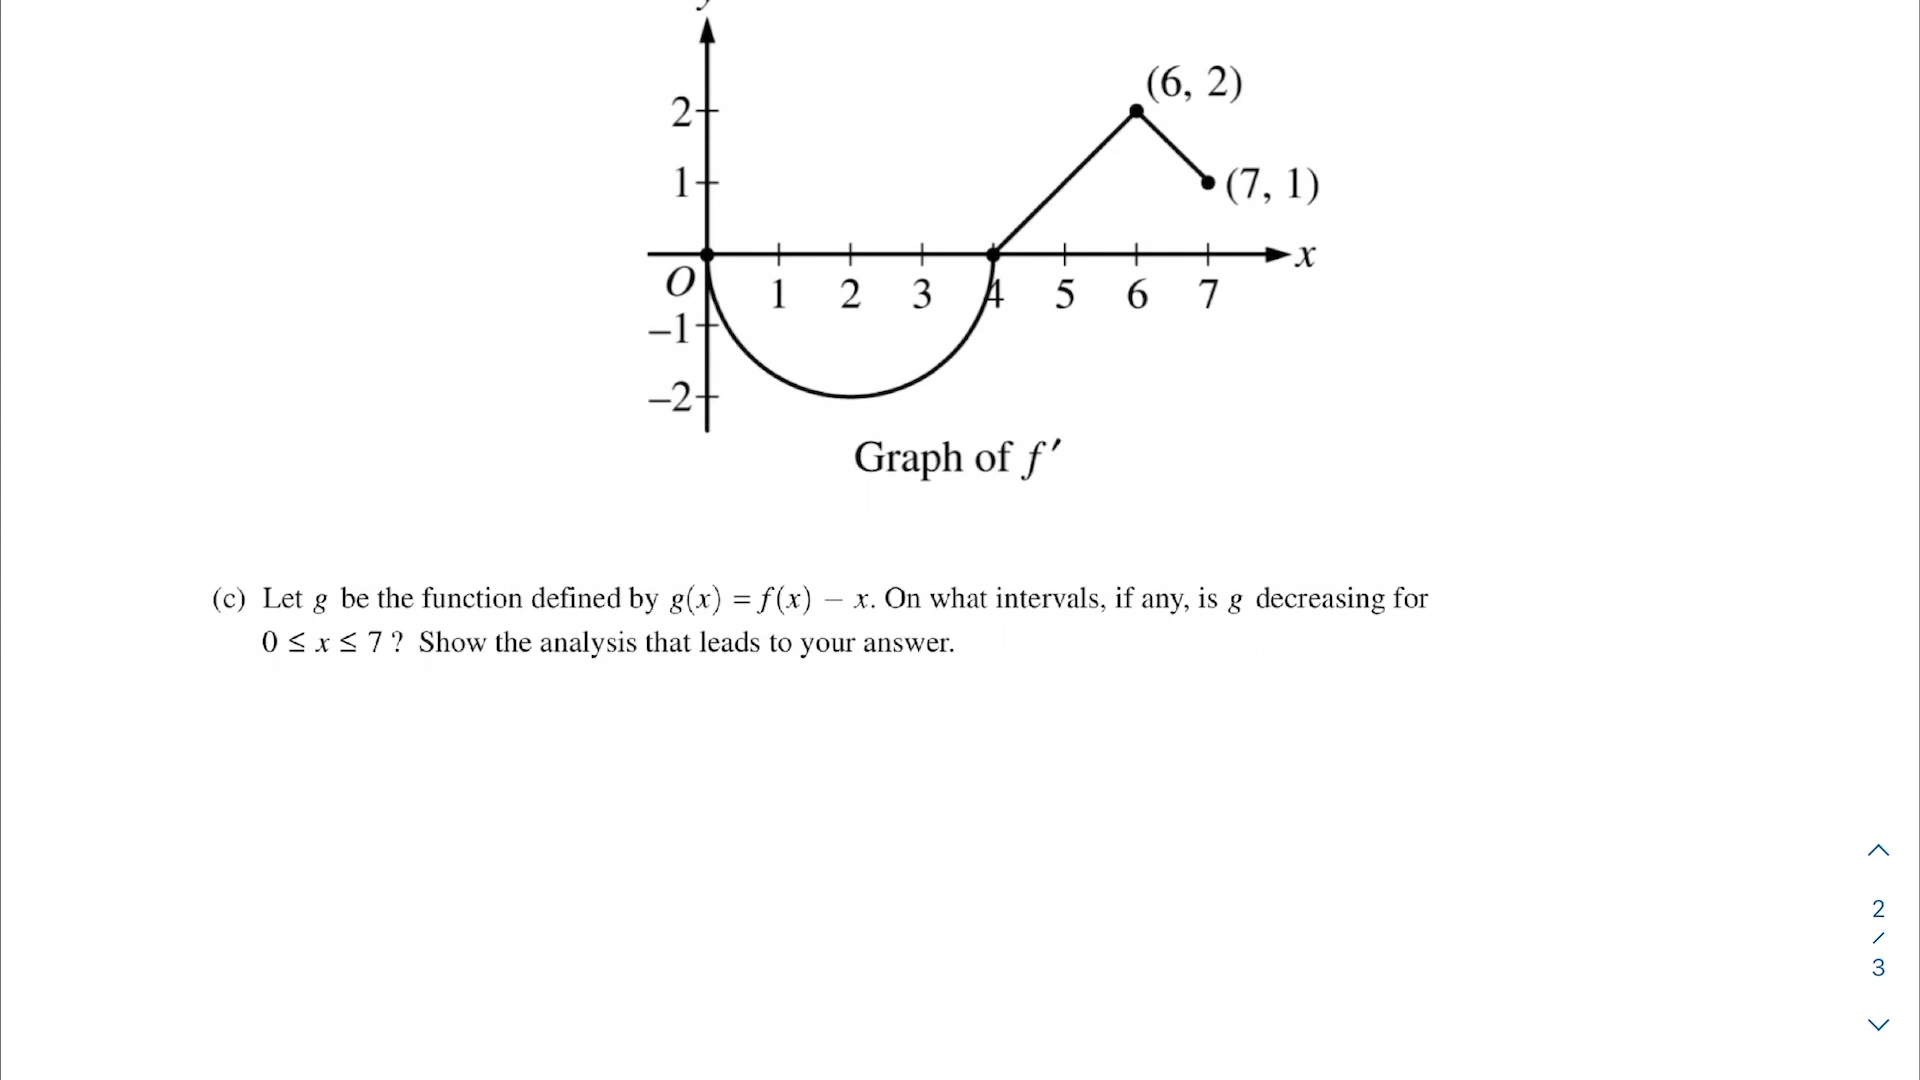 y
(6, 2)
2
1
(7, 1)
x
O
1 2 3 4 5 6 7
–1
–2
Graph of f′
(c) Let g be the function defined by g(x) = f(x) − x. On what intervals, if any, is g decreasing for
0 ≤ x ≤ 7 ? Show the analysis that leads to your answer.
2
/
3